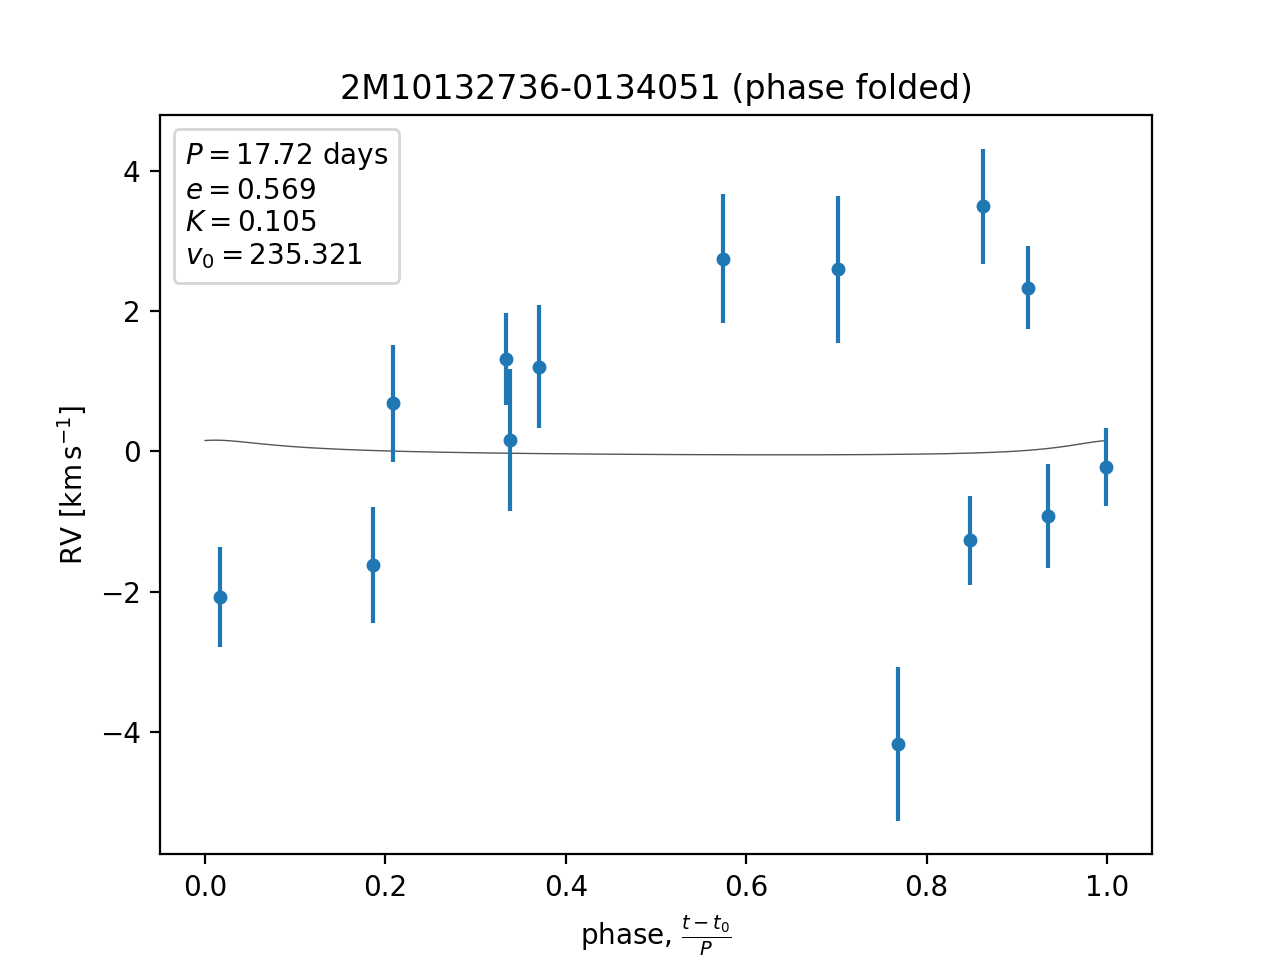 2M10132736-0134051 (phase folded)
P = 17.72 days
e = 0.569
K = 0.105
v₀ = 235.321
4
2
0
−2
−4
RV [km s⁻¹]
0.0 0.2 0.4 0.6 0.8 1.0
phase, (t − t₀)/P